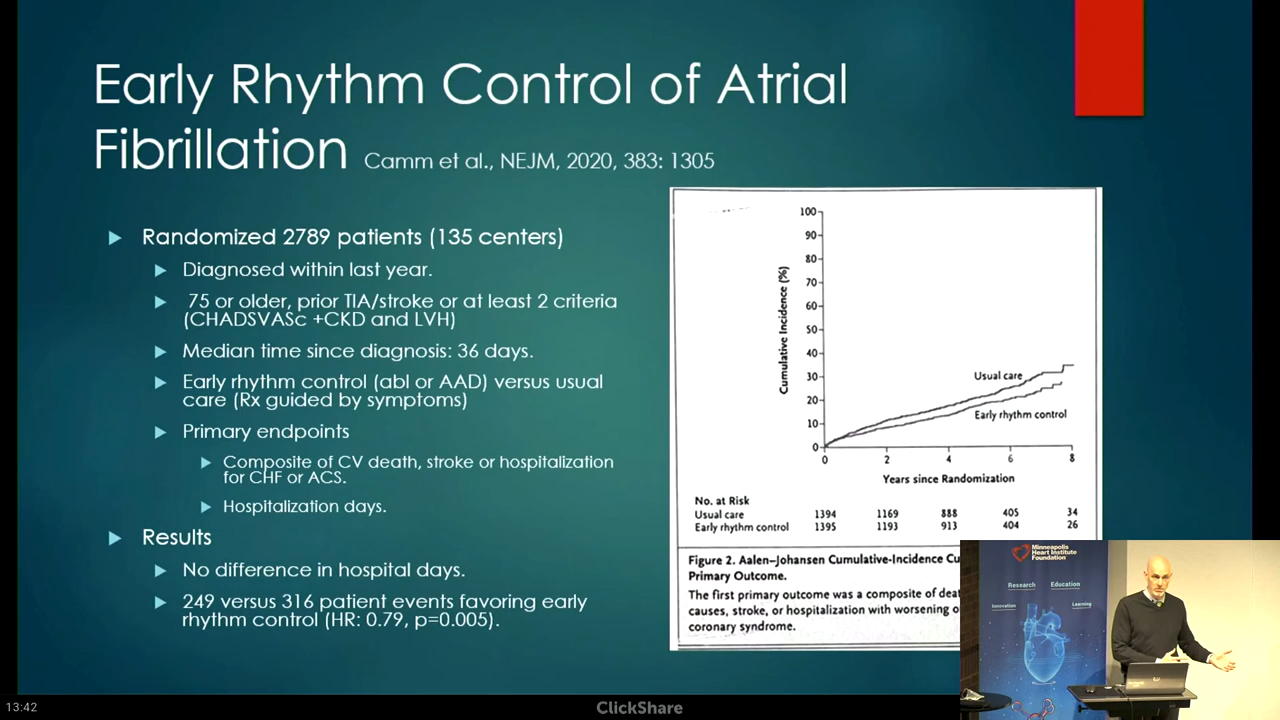 Early Rhythm Control of Atrial
Fibrillation Camm et al., NEJM, 2020, 383: 1305
Randomized 2789 patients (135 centers)
Diagnosed within last year.
75 or older, prior TIA/stroke or at least 2 criteria
(CHADSVASc +CKD and LVH)
Median time since diagnosis: 36 days.
Early rhythm control (abl or AAD) versus usual
care (Rx guided by symptoms)
Primary endpoints
Composite of CV death, stroke or hospitalization
for CHF or ACS.
Hospitalization days.
Results
No difference in hospital days.
249 versus 316 patient events favoring early
rhythm control (HR: 0.79, p=0.005).
Cumulative Incidence (%)
100
90
80
70
60
50
40
30
20
10
0
Usual care
Early rhythm control
0 2 4 6 8
Years since Randomization
No. at Risk
Usual care 1394 1169 888 405 34
Early rhythm control 1395 1193 913 404 26
Figure 2. Aalen–Johansen Cumulative-Incidence Cu
Primary Outcome.
The first primary outcome was a composite of deat
causes, stroke, or hospitalization with worsening o
coronary syndrome.
Minneapolis
Heart Institute
Foundation
Research Education
Innovation Learning
13:42
ClickShare